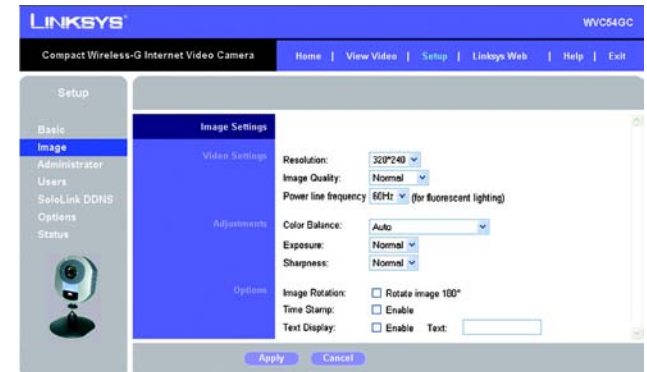 LINKSYS WVC54GC
Compact Wireless-G Internet Video Camera Home | View Video | Setup | Linksys Web | Help | Exit
Setup
Basic
Image
Administrator
Users
SoloLink DDNS
Options
Status
Image Settings
Video Settings
Resolution: 320*240
Image Quality: Normal
Power line frequency 60Hz (for fluorescent lighting)
Adjustments
Color Balance: Auto
Exposure: Normal
Sharpness: Normal
Options
Image Rotation: Rotate image 180°
Time Stamp: Enable
Text Display: Enable Text:
Apply Cancel